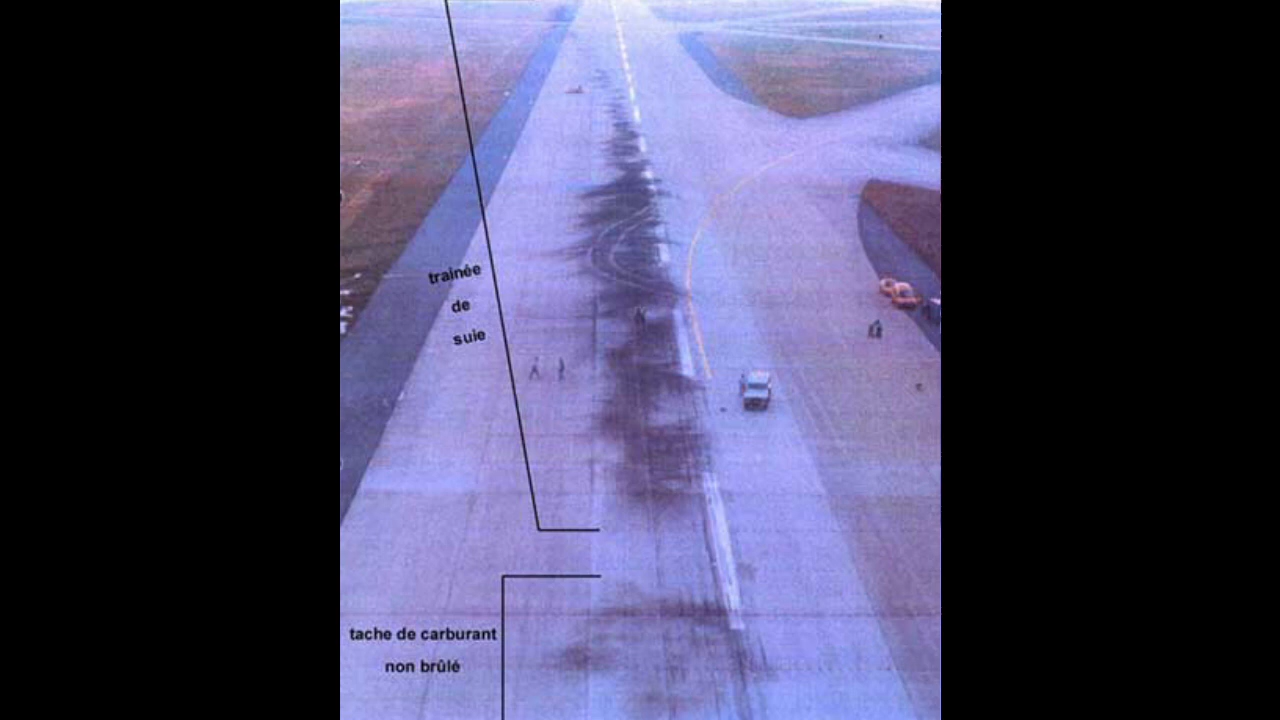 traînée
de
suie
tache de carburant
non brûlé